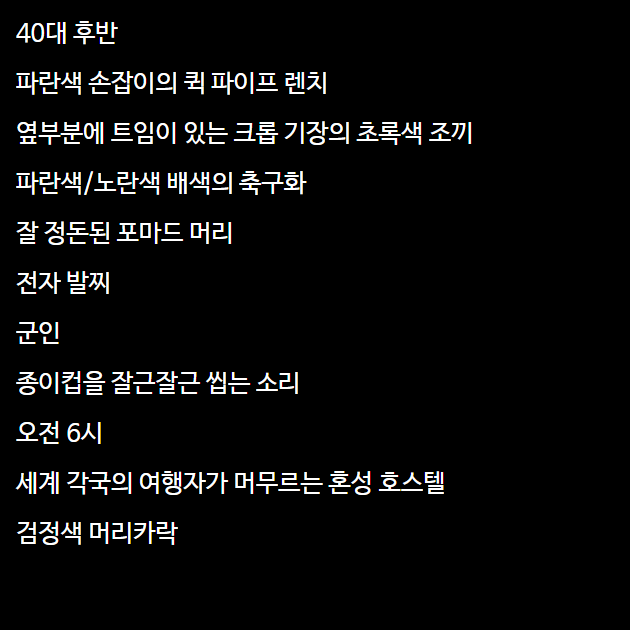 40대 후반
파란색 손잡이의 퀵 파이프 렌치
옆부분에 트임이 있는 크롭 기장의 초록색 조끼
파란색/노란색 배색의 축구화
잘 정돈된 포마드 머리
전자 발찌
군인
종이컵을 잘근잘근 씹는 소리
오전 6시
세계 각국의 여행자가 머무르는 혼성 호스텔
검정색 머리카락